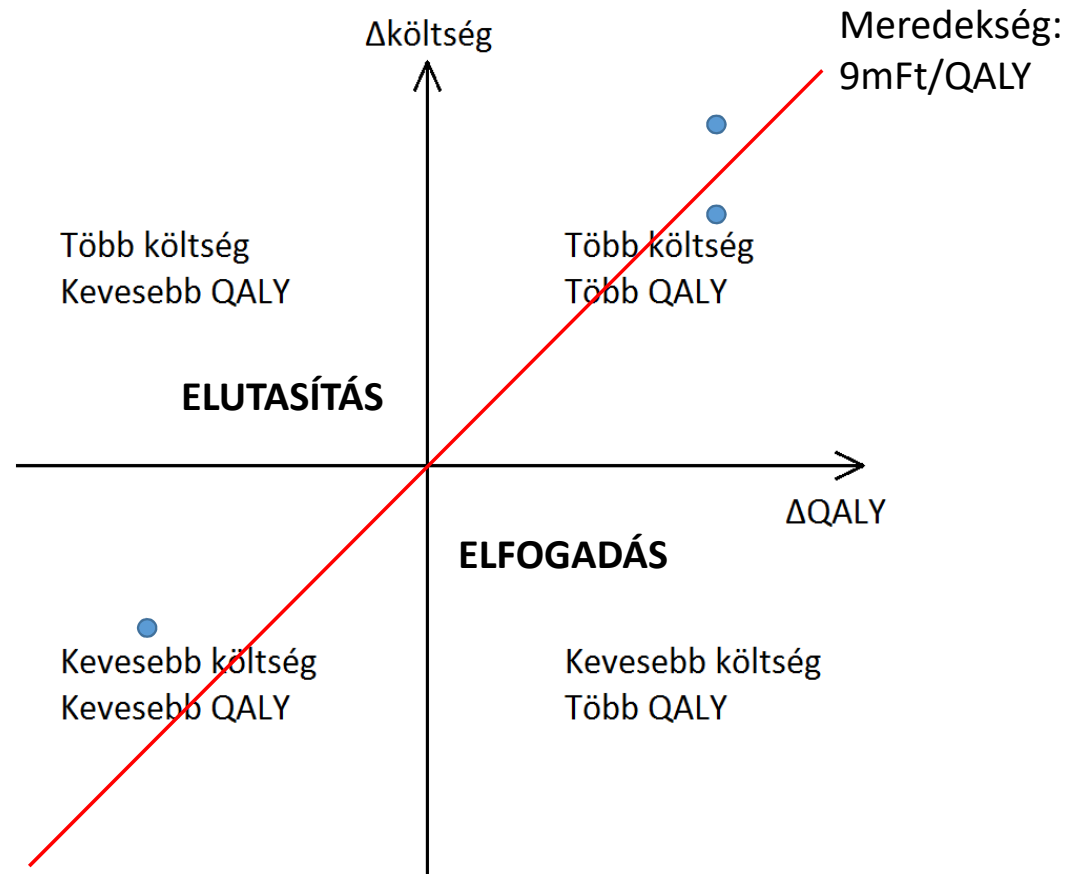 Δköltség
Meredekség:
9mFt/QALY
Több költség
Kevesebb QALY
Több költség
Több QALY
ELUTASÍTÁS
ΔQALY
ELFOGADÁS
Kevesebb költség
Kevesebb QALY
Kevesebb költség
Több QALY